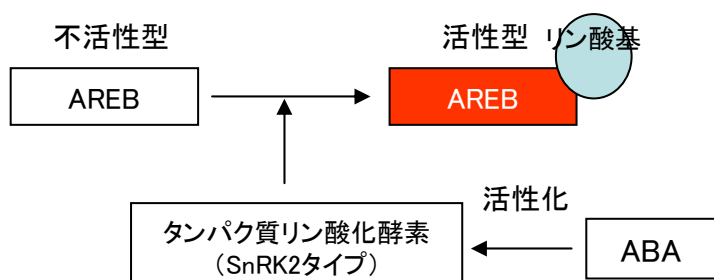 不活性型
活性型
リン酸基
AREB
AREB
活性化
タンパク質リン酸化酵素
（SnRK2タイプ）
ABA